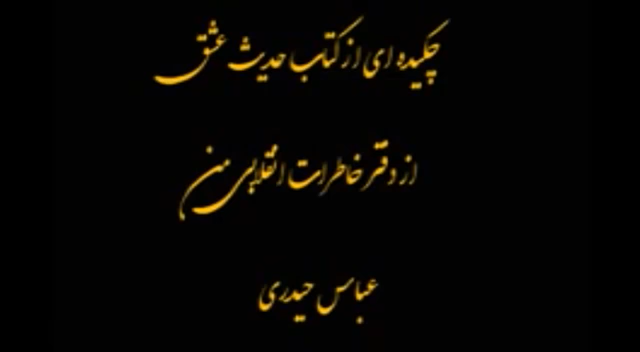 چکیده ای از کتاب حدیث عشق
از دفتر خاطرات انقلابی من
عباس حیدری